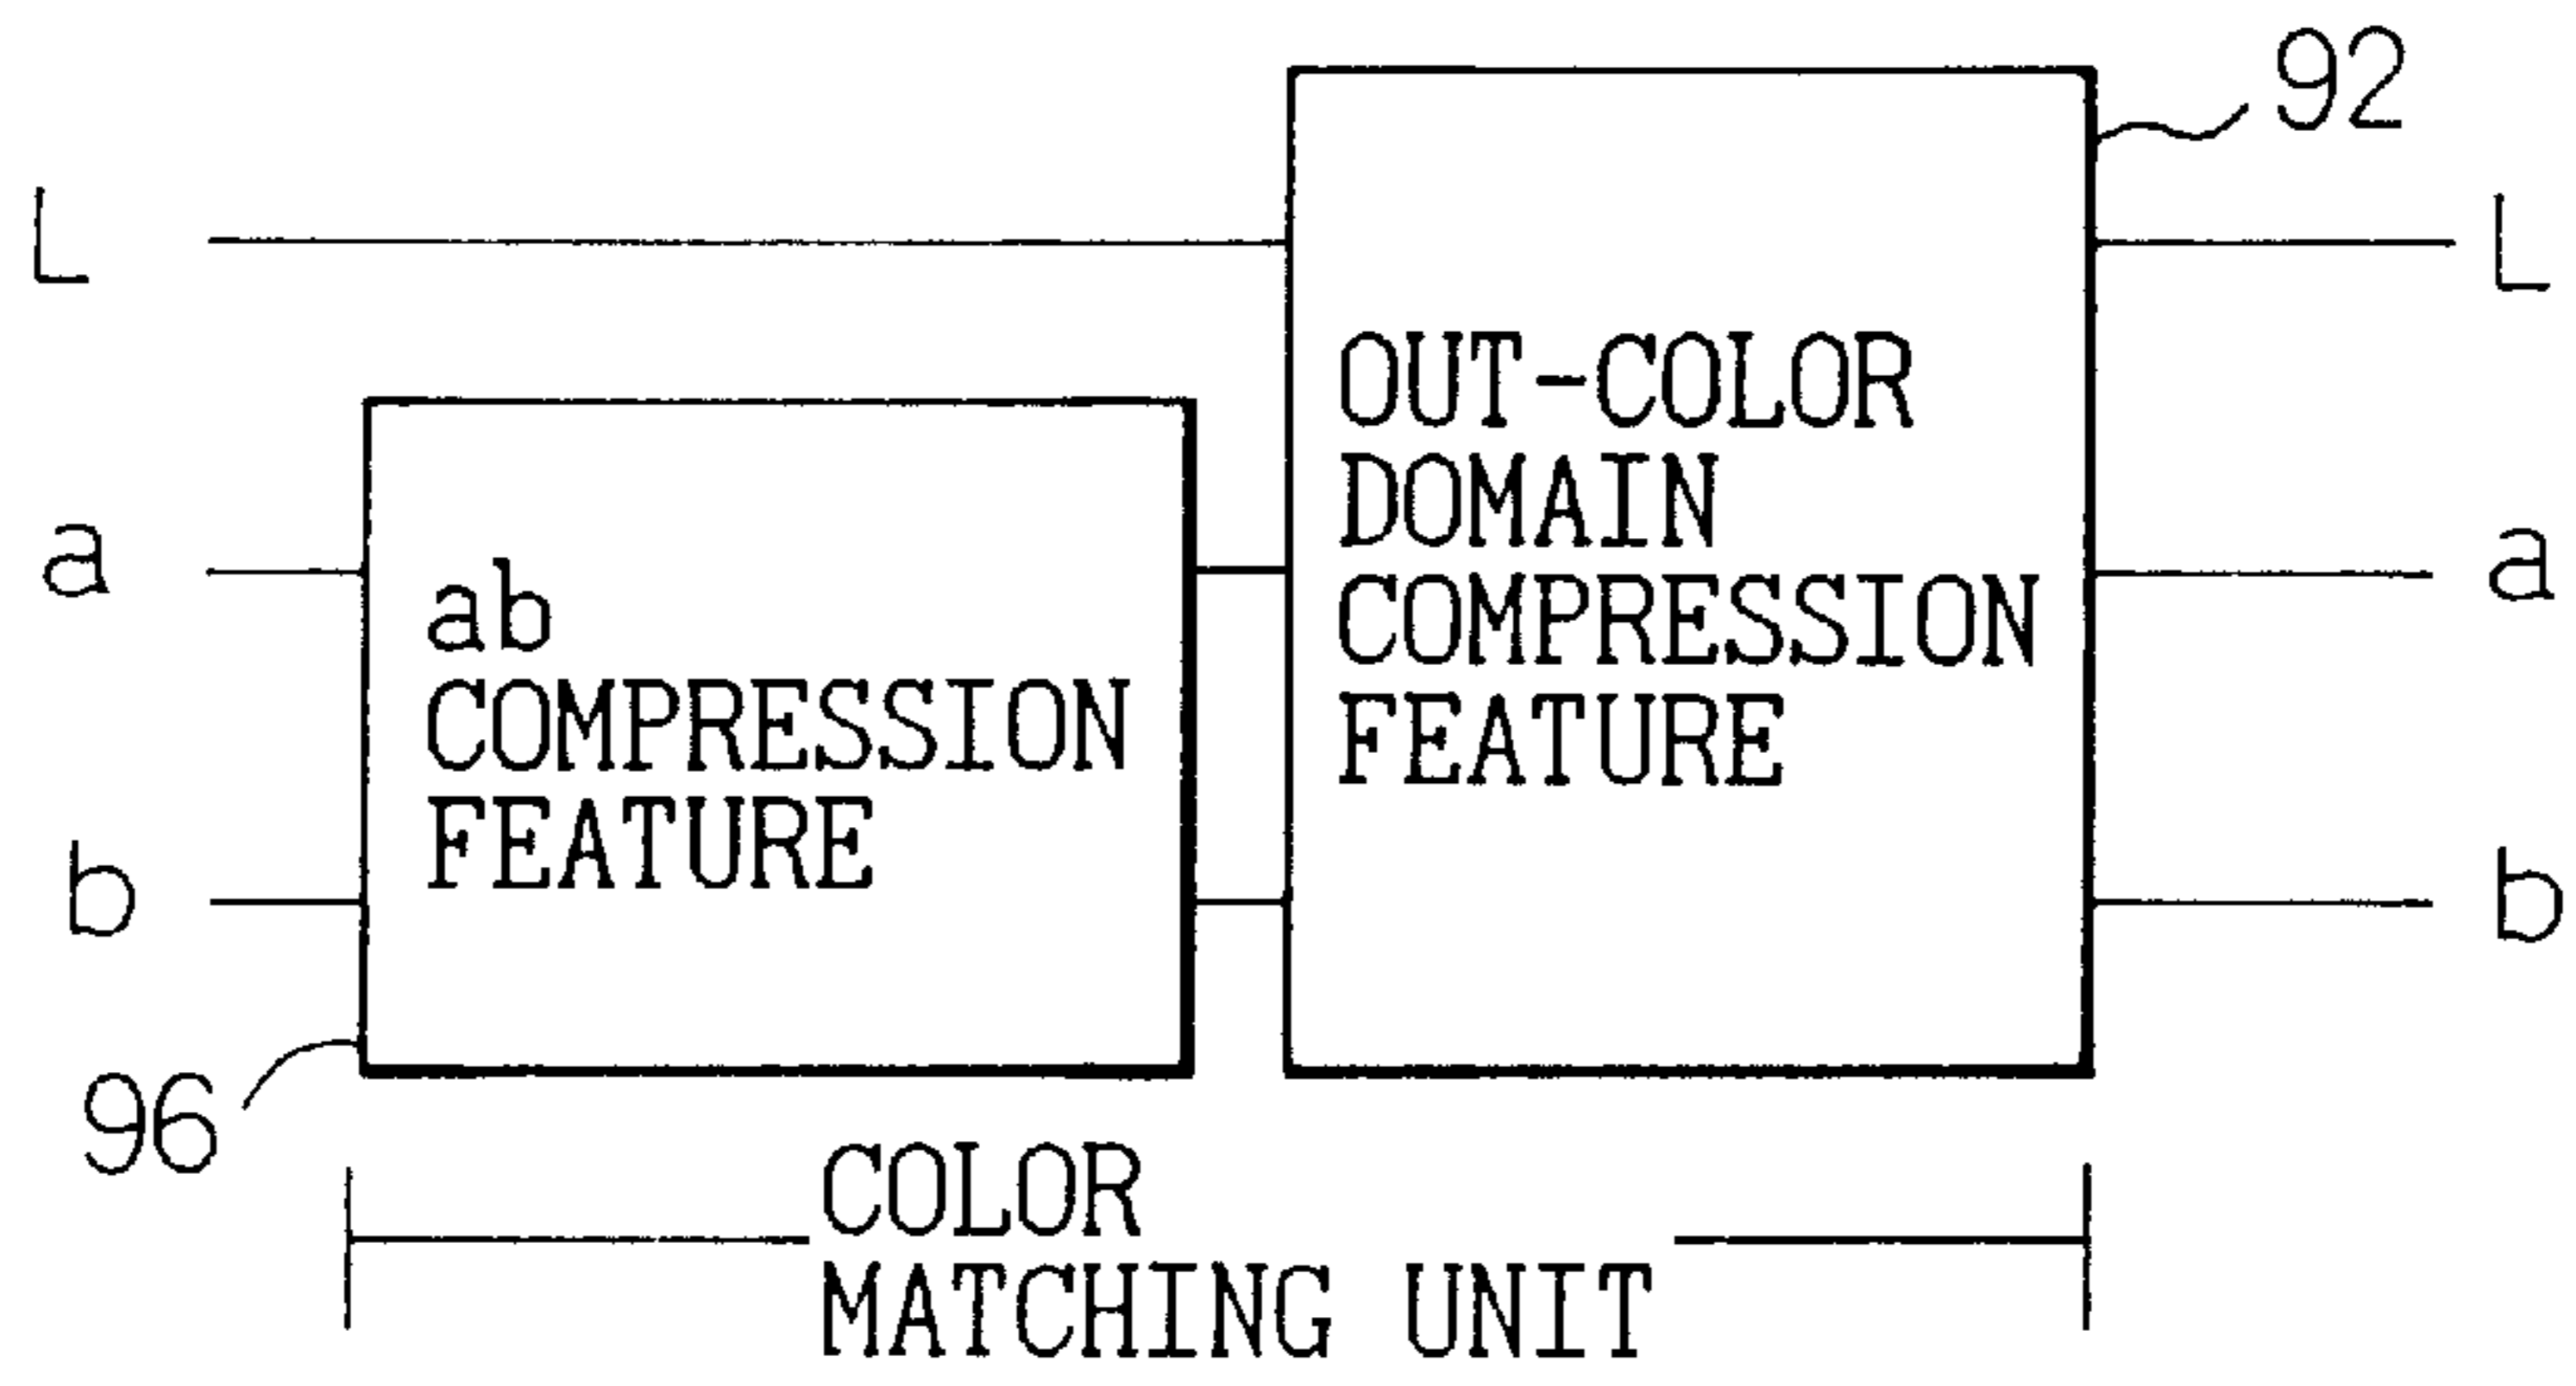 92
L
L
OUT-COLOR
DOMAIN
COMPRESSION
FEATURE
a
a
ab
COMPRESSION
FEATURE
b
b
96
COLOR
MATCHING UNIT